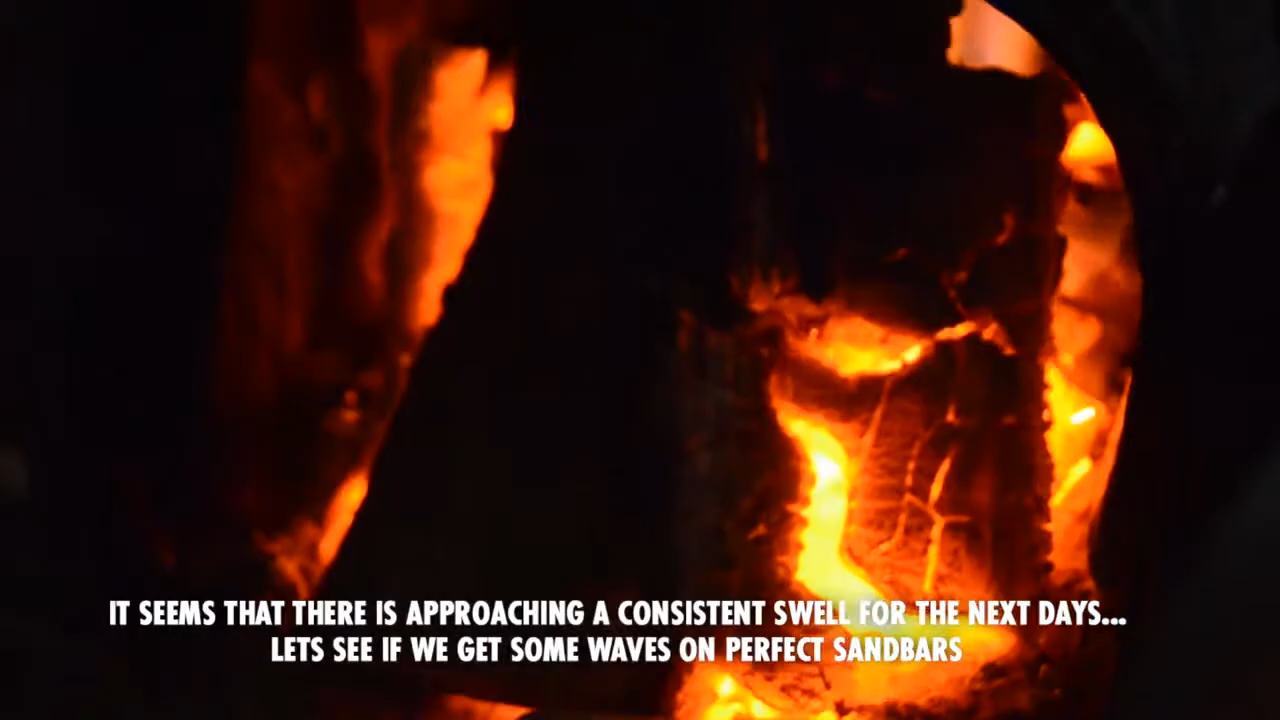 IT SEEMS THAT THERE IS APPROACHING A CONSISTENT SWELL FOR THE NEXT DAYS...
LETS SEE IF WE GET SOME WAVES ON PERFECT SANDBARS